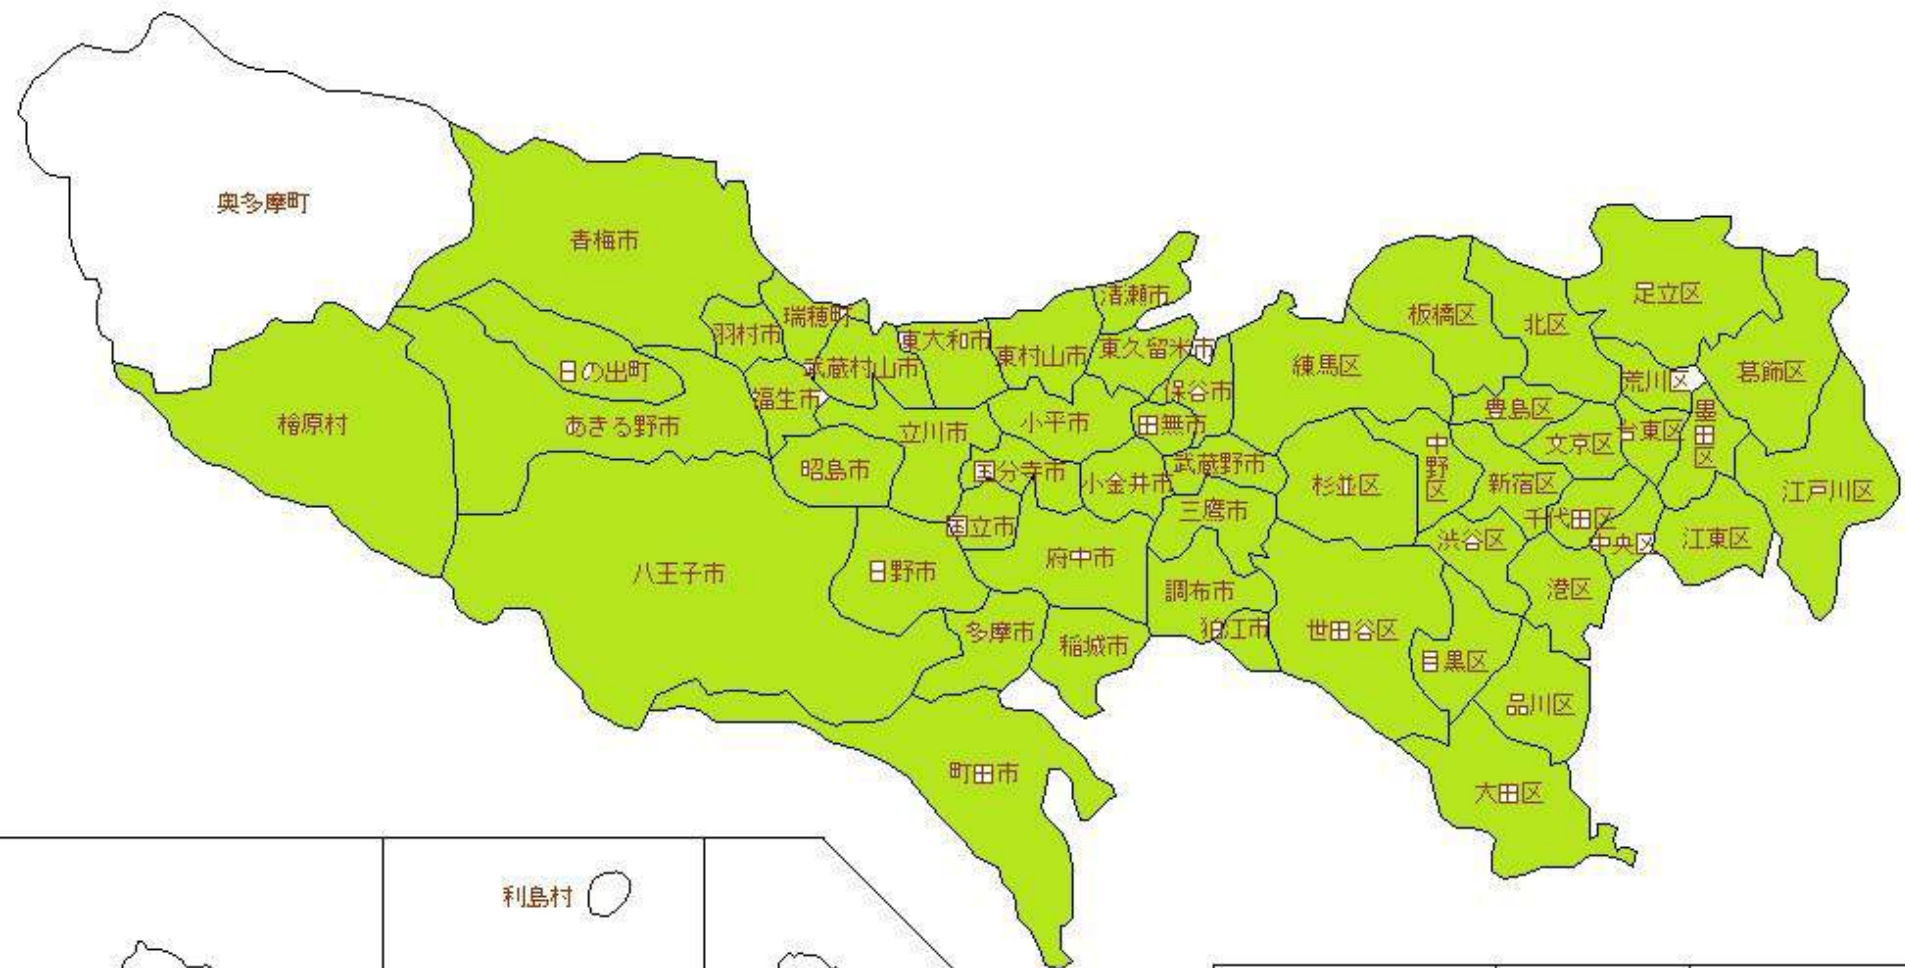 奥多摩町
青梅市
清瀬市
足立区
瑞穂町
板橋区
北区
羽村市
東大和市
東村山市
東久留米市
日の出町
武蔵村山市
練馬区
荒川区
葛飾区
福生市
保谷市
檜原村
あきる野市
立川市
小平市
田無市
豊島区
文京区
台東区
墨田区
昭島市
国分寺市
小金井市
武蔵野市
杉並区
中野区
新宿区
江戸川区
国立市
三鷹市
千代田区
渋谷区
中央区
江東区
八王子市
日野市
府中市
調布市
港区
多摩市
稲城市
狛江市
世田谷区
目黒区
品川区
町田市
大田区
利島村